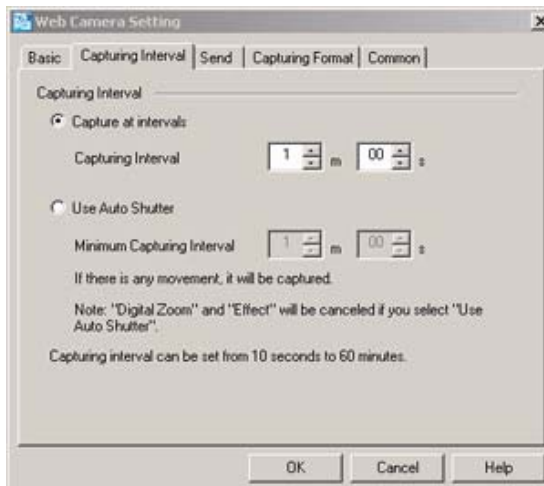 Web Camera Setting
Basic Capturing Interval Send Capturing Format Common
Capturing Interval
Capture at intervals
Capturing Interval 1 m 00 s
Use Auto Shutter
Minimum Capturing Interval 1 m 00 s
If there is any movement, it will be captured.
Note: "Digital Zoom" and "Effect" will be canceled if you select "Use
Auto Shutter".
Capturing interval can be set from 10 seconds to 60 minutes.
OK Cancel Help